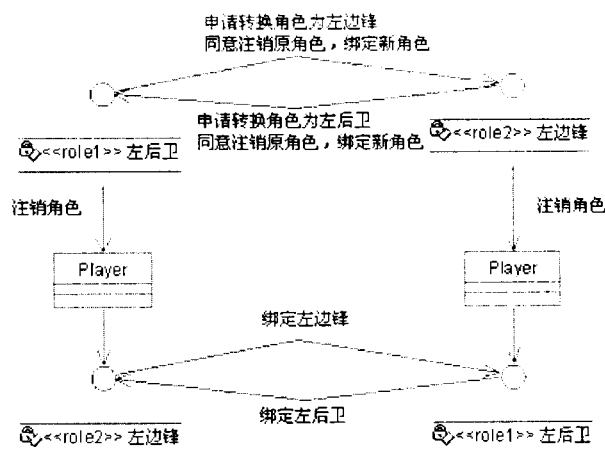 申请转换角色为左边锋
同意注销原角色，绑定新角色
申请转换角色为左后卫
同意注销原角色，绑定新角色
<<role1>> 左后卫
<<role2>> 左边锋
注销角色
注销角色
Player
Player
绑定左边锋
绑定左后卫
<<role2>> 左边锋
<<role1>> 左后卫